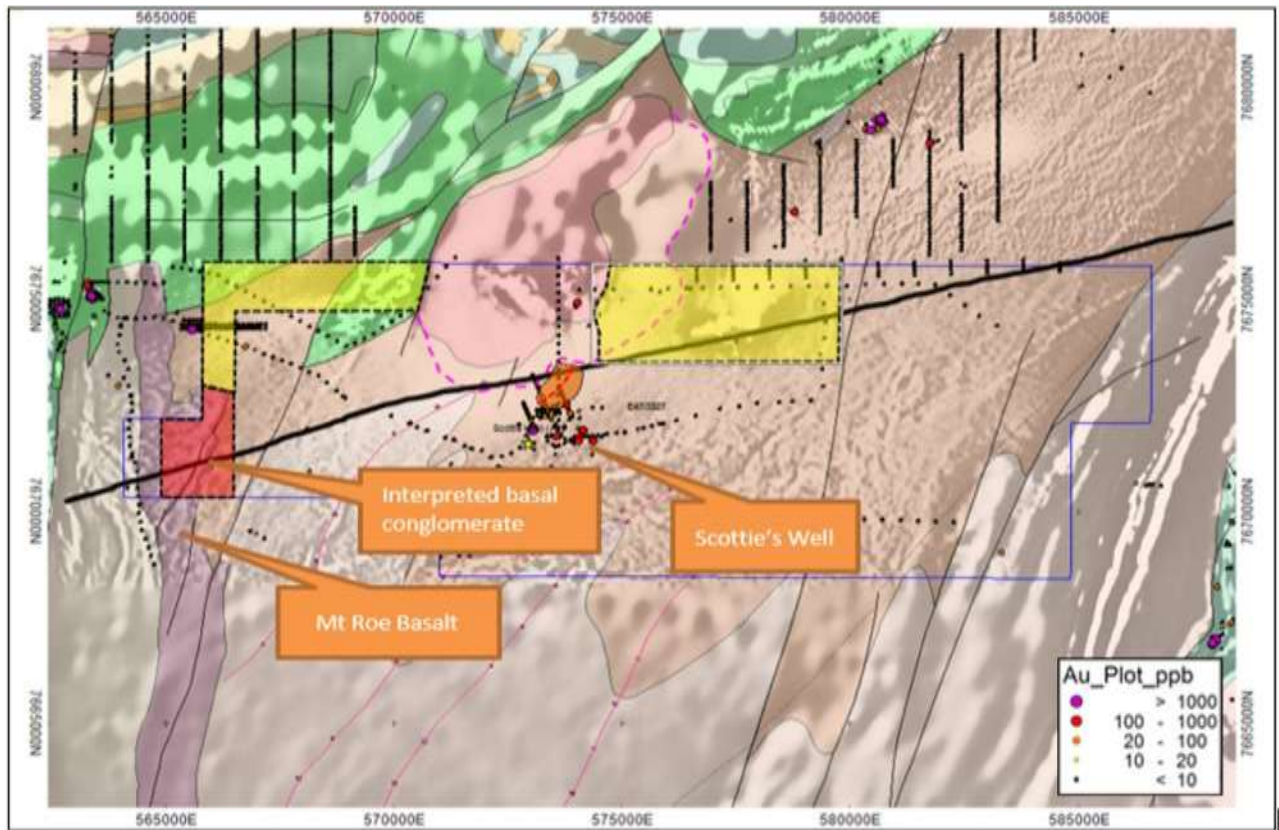 565000E 570000E 575000E 580000E 585000E
7680000N
7680000N
7675000N
7675000N
Interpreted basal
conglomerate
Scottie's Well
7670000N
7670000N
Mt Roe Basalt
7665000N
7665000N
Au_Plot_ppb
> 1000
100 - 1000
20 - 100
10 - 20
< 10
565000E 570000E 575000E 580000E 585000E